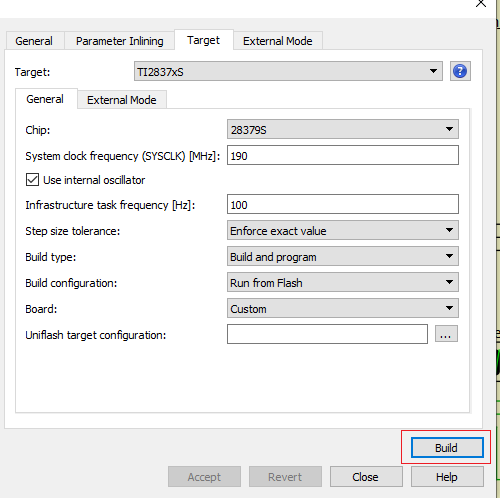 General Parameter Inlining Target External Mode
Target: TI2837xS ?
General External Mode
Chip: 28379S
System clock frequency (SYSCLK) [MHz]: 190
Use internal oscillator
Infrastructure task frequency [Hz]: 100
Step size tolerance: Enforce exact value
Build type: Build and program
Build configuration: Run from Flash
Board: Custom
Uniflash target configuration: ...
Build
Accept Revert Close Help